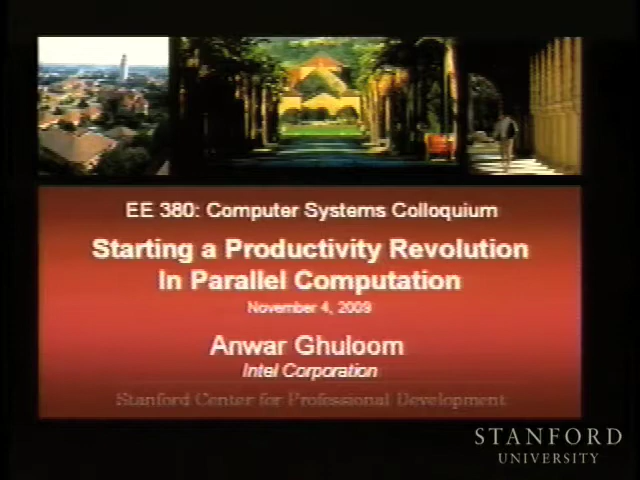 EE 380: Computer Systems Colloquium
Starting a Productivity Revolution
In Parallel Computation
November 4, 2009
Anwar Ghuloom
Intel Corporation
Stanford Center for Professional Development
STANFORD
UNIVERSITY